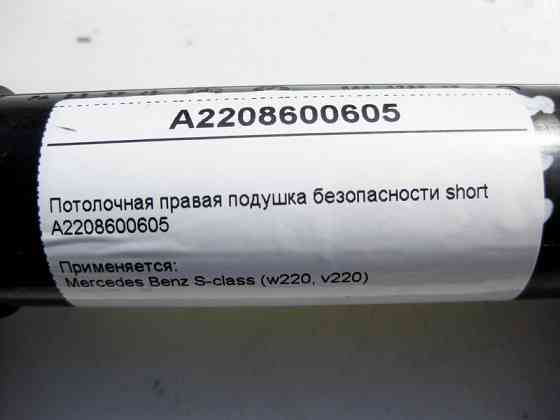 A2208600605
Потолочная правая подушка безопасности short
A2208600605
Применяется:
Mercedes Benz S-class (w220, v220)